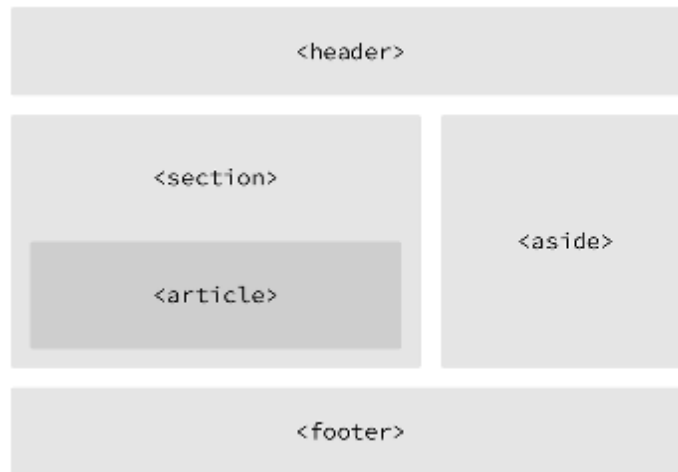 <header>
<section>
<aside>
<article>
<footer>